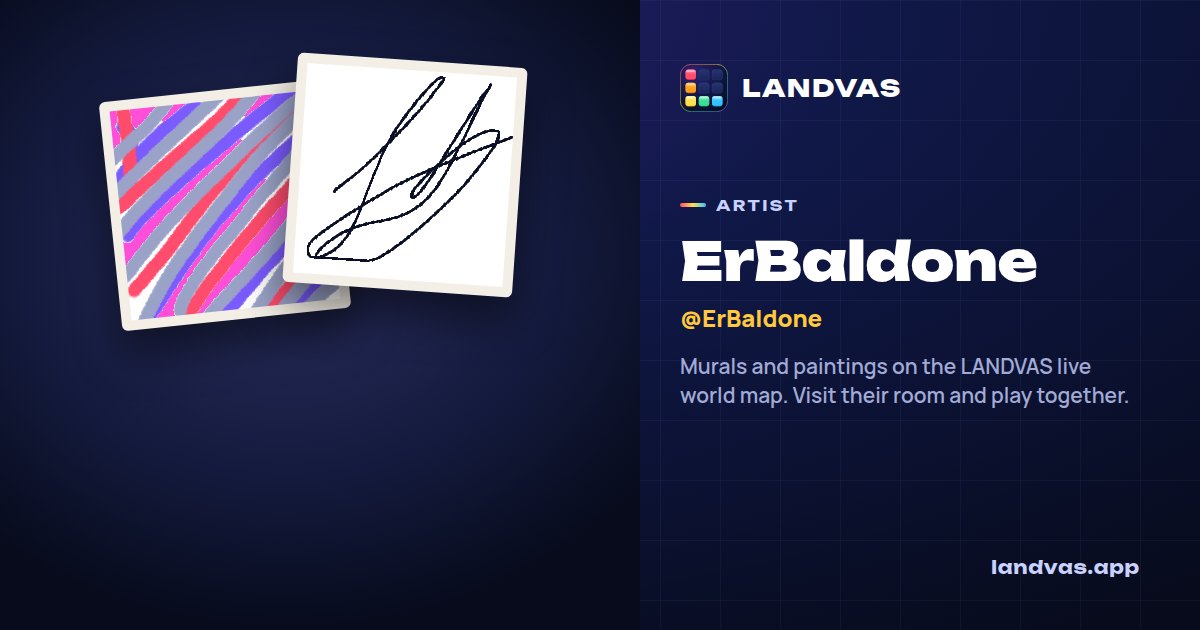 LANDVAS
ARTIST
ErBaldone
@ErBaldone
Murals and paintings on the LANDVAS live
world map. Visit their room and play together.
landvas.app